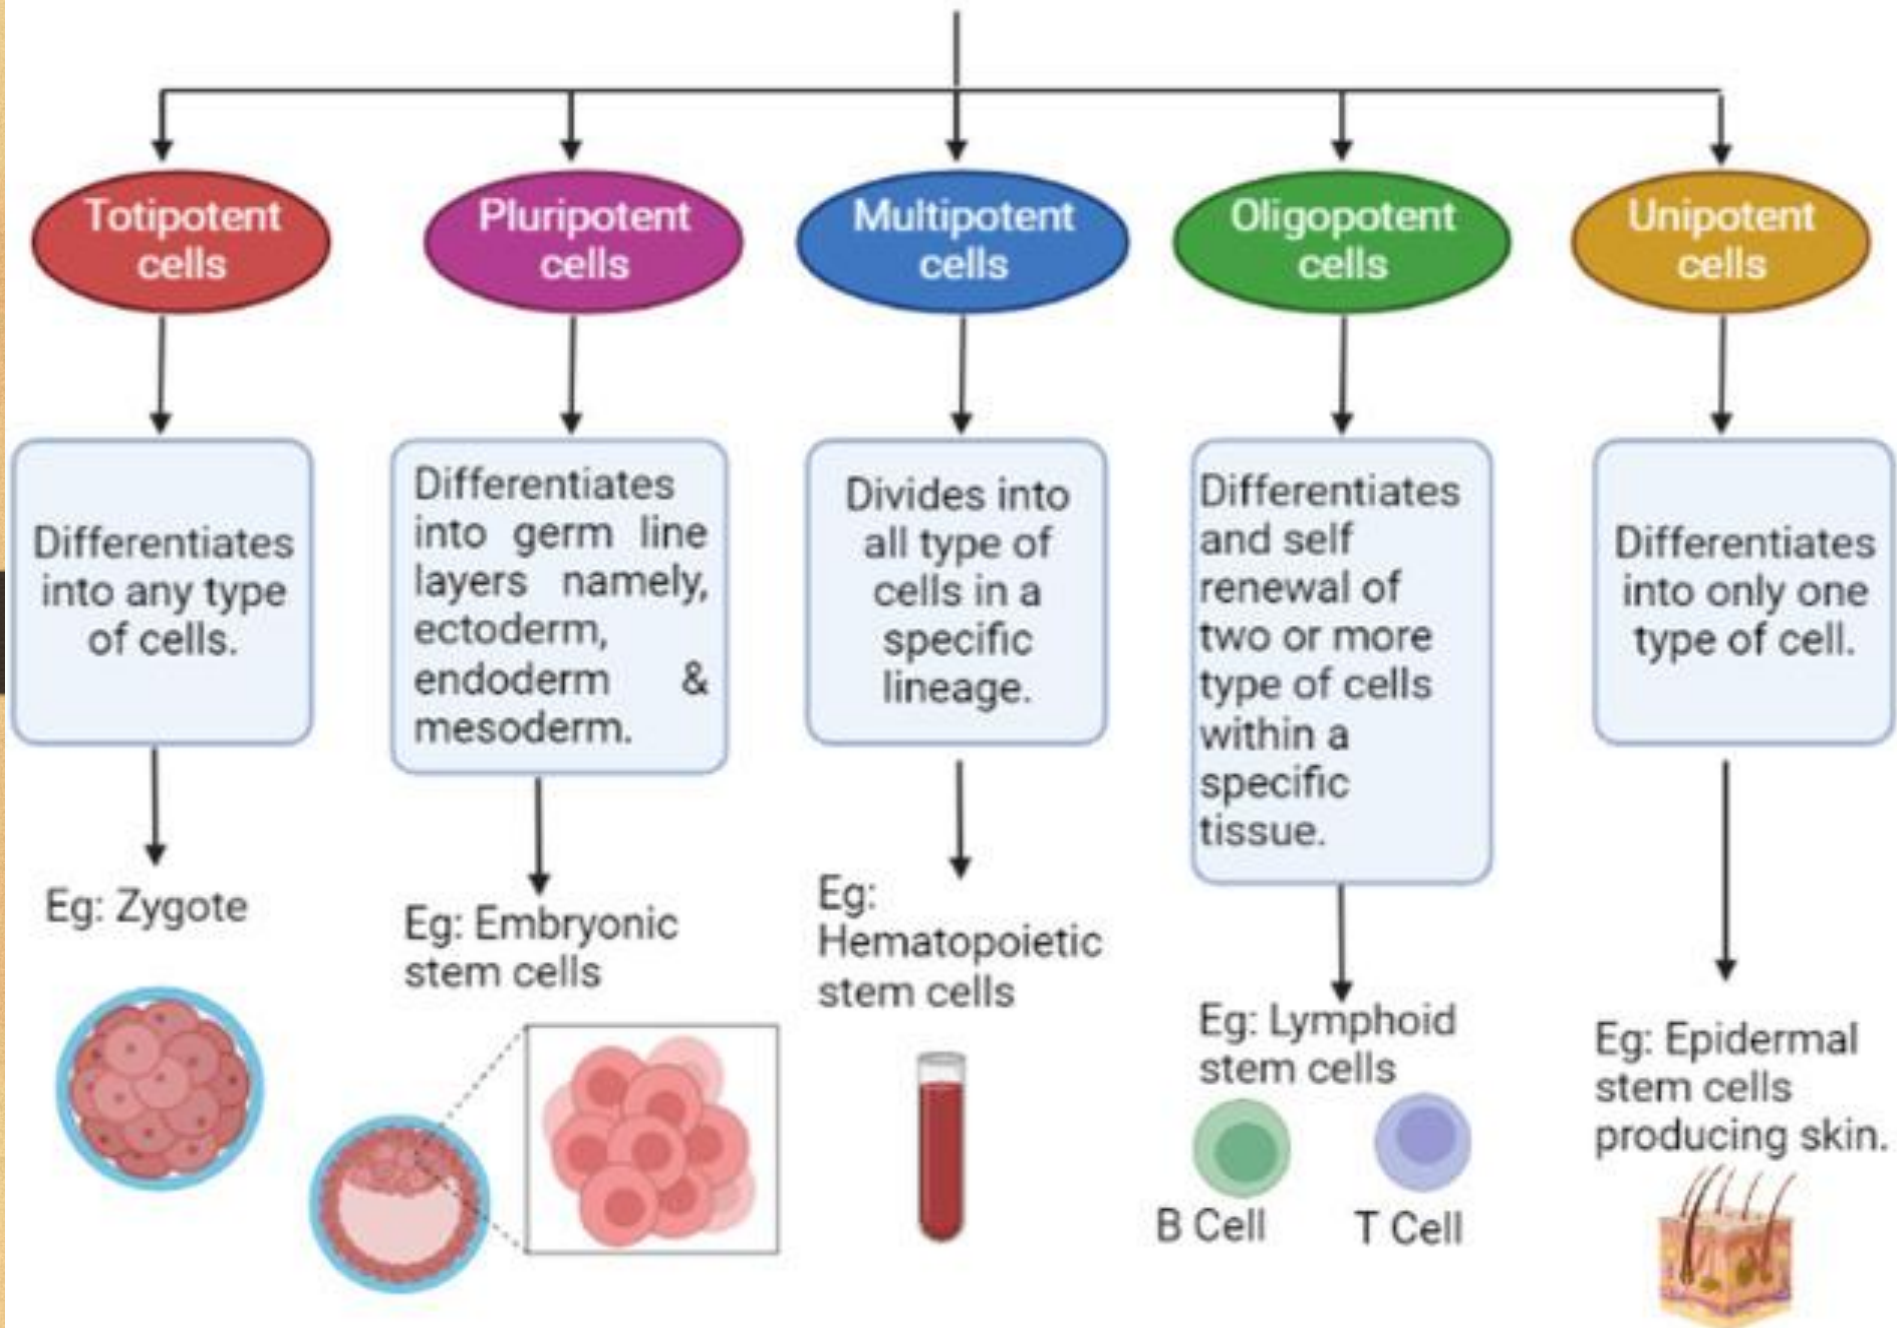 Totipotent
cells
Pluripotent
cells
Multipotent
cells
Oligopotent
cells
Unipotent
cells
Differentiates
into any type
of cells.
Differentiates
into germ line
layers namely,
ectoderm,
endoderm &
mesoderm.
Divides into
all type of
cells in a
specific
lineage.
Differentiates
and self
renewal of
two or more
type of cells
within a
specific
tissue.
Differentiates
into only one
type of cell.
Eg: Zygote
Eg: Embryonic
stem cells
Eg:
Hematopoietic
stem cells
Eg: Lymphoid
stem cells
B Cell
T Cell
Eg: Epidermal
stem cells
producing skin.